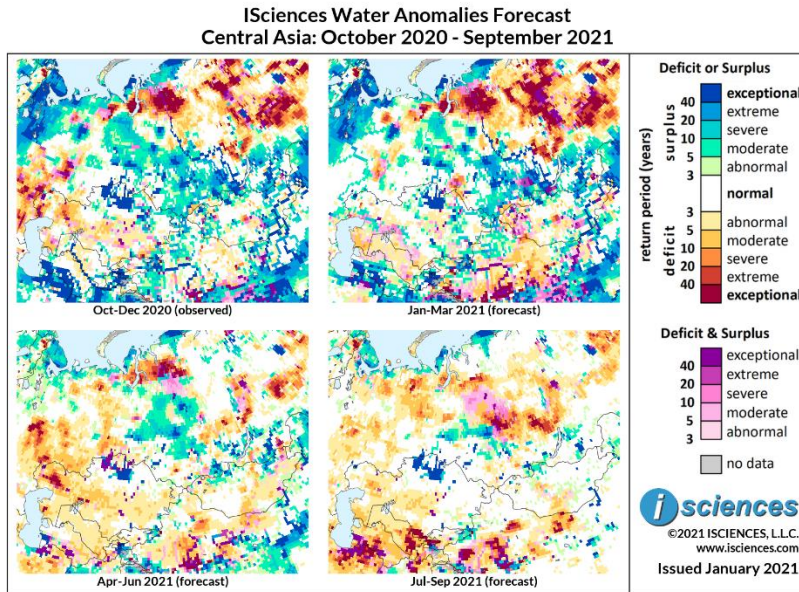 ISciences Water Anomalies Forecast
Central Asia: October 2020 - September 2021
Oct-Dec 2020 (observed)
Jan-Mar 2021 (forecast)
Apr-Jun 2021 (forecast)
Jul-Sep 2021 (forecast)
Deficit or Surplus
return period (years)
surplus
deficit
exceptional
40
extreme
20
severe
10
moderate
5
abnormal
3
normal
3
abnormal
5
moderate
10
severe
20
extreme
40
exceptional
Deficit & Surplus
exceptional
40
extreme
20
severe
10
moderate
5
abnormal
3
no data
i sciences
©2021 ISCIENCES, L.L.C.
www.isciences.com
Issued January 2021